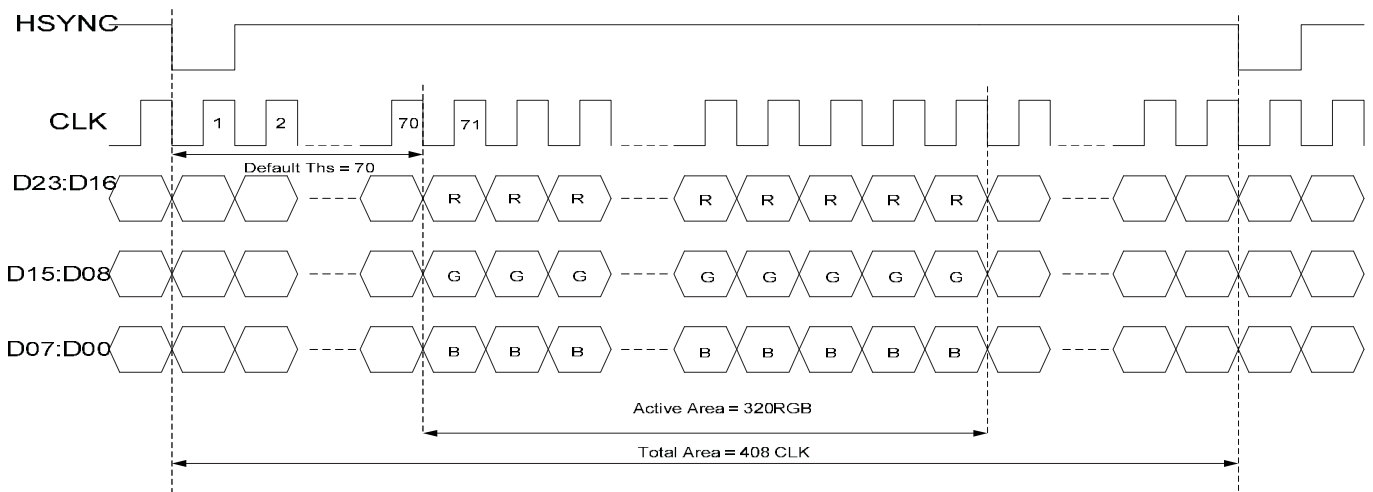 HSYNC
CLK 1 2 70 71
Default Ths = 70
D23:D16 R R R R R R R R
D15:D08 G G G G G G G G
D07:D00 B B B B B B B B
Active Area = 320RGB
Total Area = 408 CLK